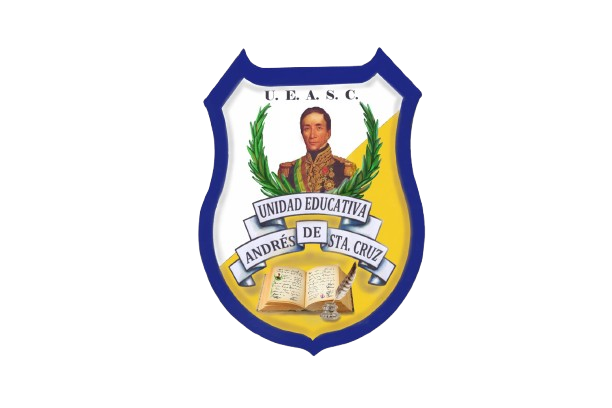 U. E. A. S. C.
UNIDAD EDUCATIVA
ANDRÉS DE STA. CRUZ